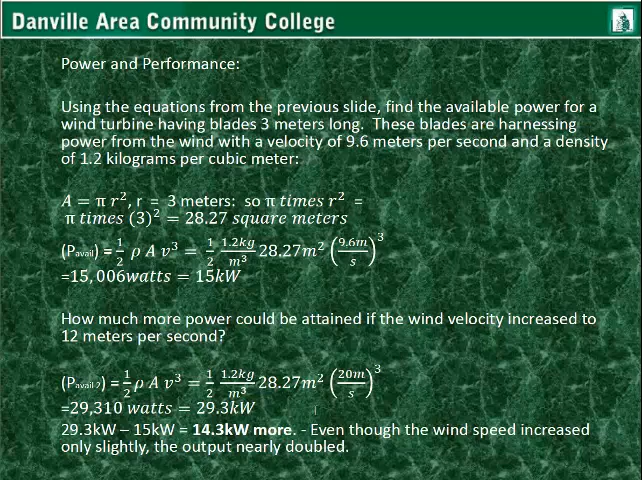 Danville Area Community College
Power and Performance:
Using the equations from the previous slide, find the available power for a
wind turbine having blades 3 meters long. These blades are harnessing
power from the wind with a velocity of 9.6 meters per second and a density
of 1.2 kilograms per cubic meter:
A = π r², r = 3 meters: so π times r² =
π times (3)² = 28.27 square meters
(Pavail) = 1/2 ρ A v³ = 1/2 1.2kg/m³ 28.27m² (9.6m/s)³
=15,006watts = 15kW
How much more power could be attained if the wind velocity increased to
12 meters per second?
(Pavail2) = 1/2 ρ A v³ = 1/2 1.2kg/m³ 28.27m² (20m/s)³
=29,310 watts = 29.3kW
29.3kW – 15kW = 14.3kW more. - Even though the wind speed increased
only slightly, the output nearly doubled.